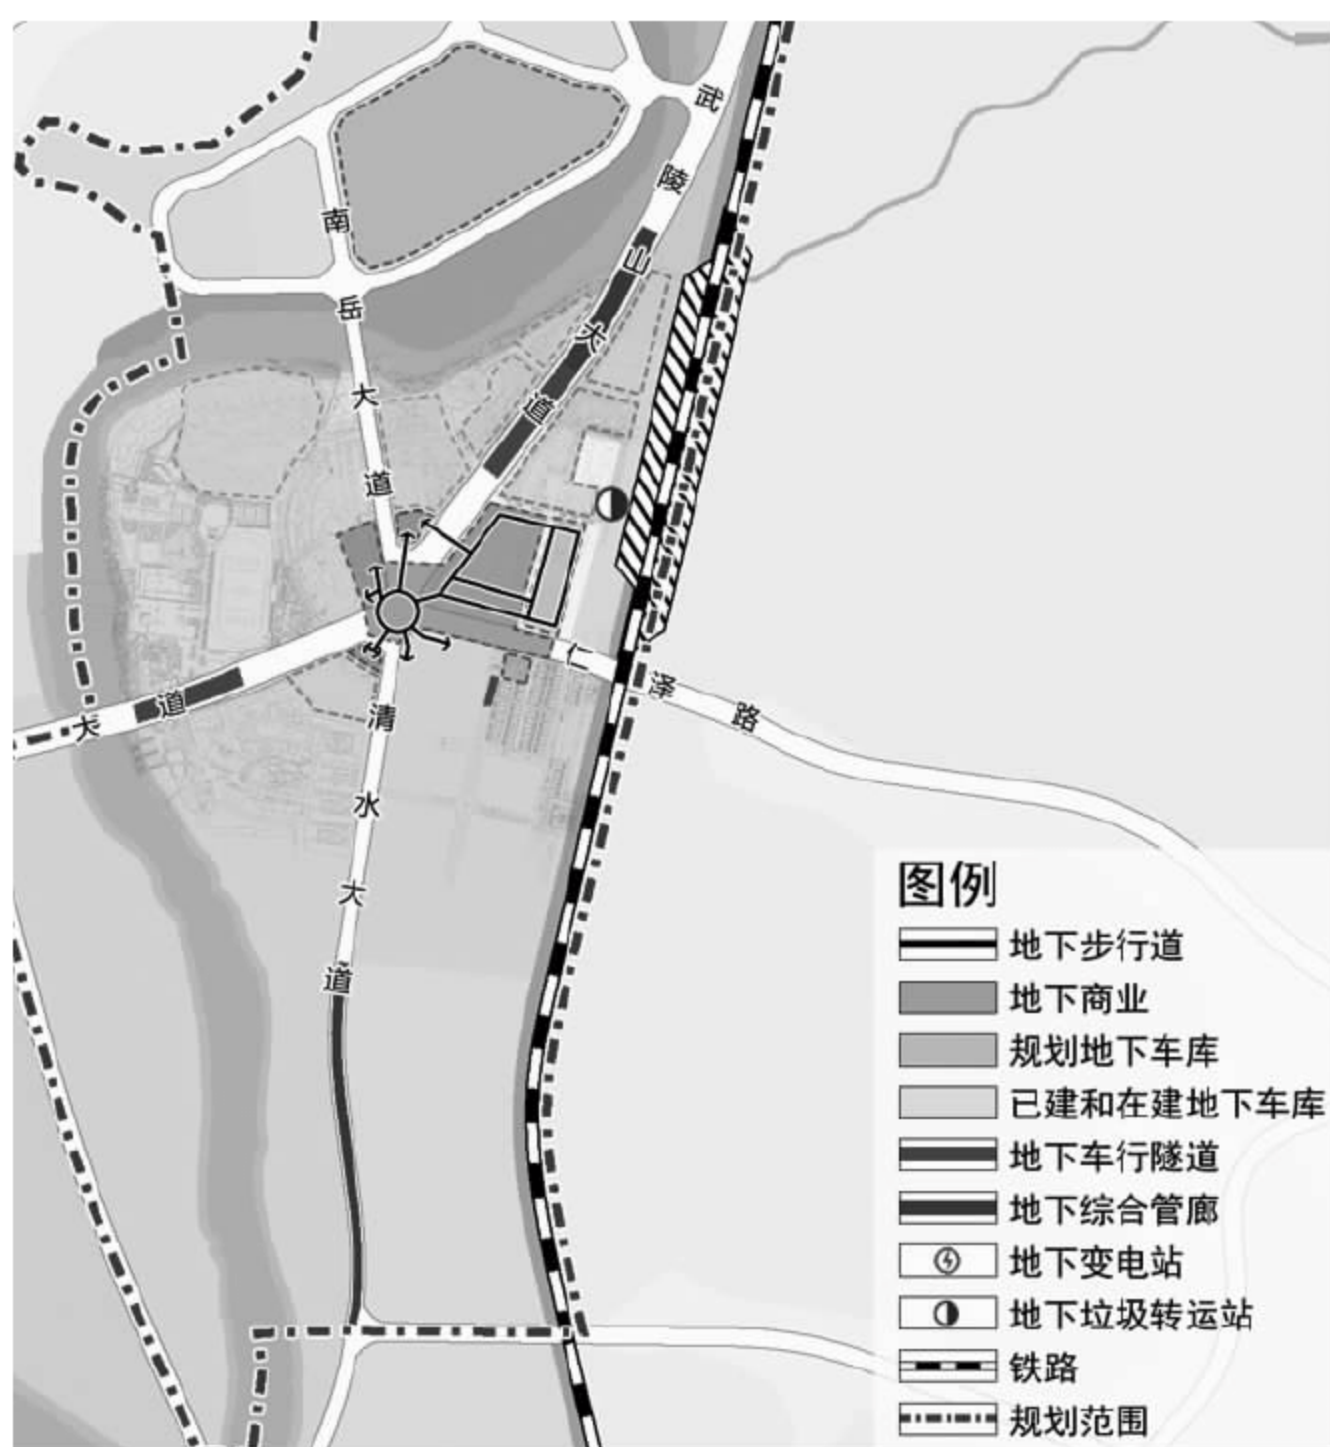 武陵山大道
南岳大道
大道
仁泽路
清水大道
图例
地下步行道
地下商业
规划地下车库
已建和在建地下车库
地下车行隧道
地下综合管廊
地下变电站
地下垃圾转运站
铁路
规划范围